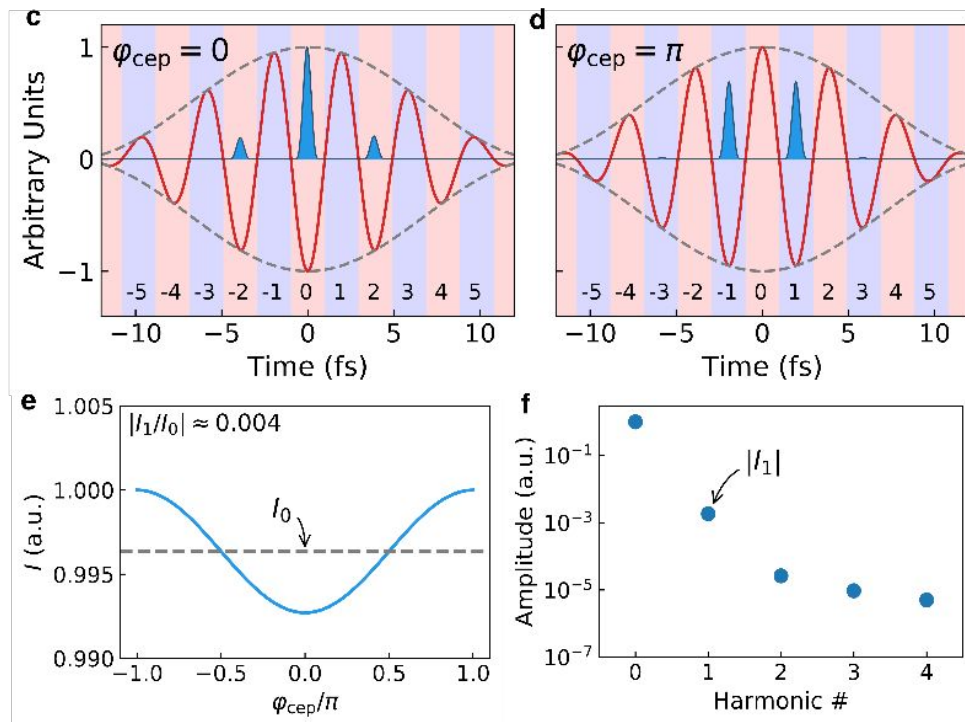 c
φcep = 0
Arbitrary Units
1
0
−1
-5 -4 -3 -2 -1 0 1 2 3 4 5
−10 −5 0 5 10
Time (fs)
d
φcep = π
-5 -4 -3 -2 -1 0 1 2 3 4 5
−10 −5 0 5 10
Time (fs)
e
|I₁/I₀| ≈ 0.004
I (a.u.)
1.005
1.000
0.995
0.990
I₀
−1.0 −0.5 0.0 0.5 1.0
φcep/π
f
Amplitude (a.u.)
10⁻¹
10⁻³
10⁻⁵
10⁻⁷
|I₁|
0 1 2 3 4
Harmonic #